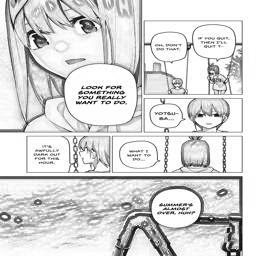 IF YOU QUIT,
THEN I'LL
QUIT T-
OH, DON'T
DO THAT.
LOOK FOR
SOMETHING
YOU REALLY
WANT TO DO.
YOTSU-
BA...
WHAT I
WANT TO
DO...
IT'S
AWFULLY
DARK OUT
FOR THIS
HOUR.
SUMMER'S
ALMOST
OVER, HUH?